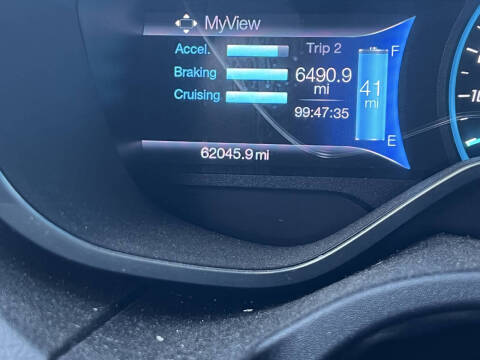 MyView
Accel.
Trip 2
F
Braking
6490.9
mi
41
mi
Cruising
99:47:35
E
62045.9 mi